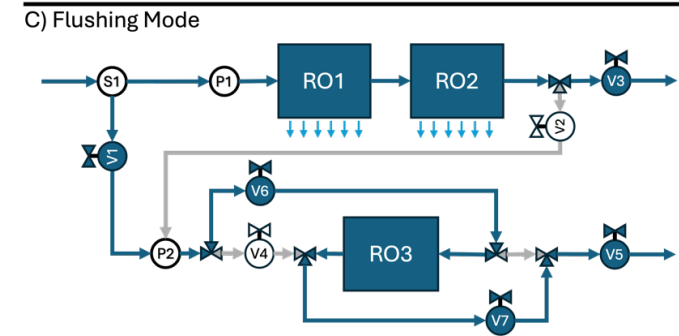 C) Flushing Mode
S1
P1
RO1
RO2
V3
V2
V1
V6
P2
V4
RO3
V5
V7